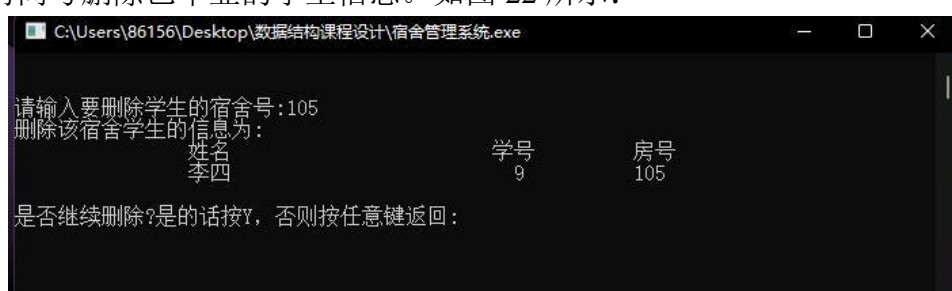 C:\Users\86156\Desktop\数据结构课程设计\宿舍管理系统.exe
请输入要删除学生的宿舍号:105
删除该宿舍学生的信息为:
姓名 学号 房号
李四 9 105
是否继续删除?是的话按Y，否则按任意键返回: